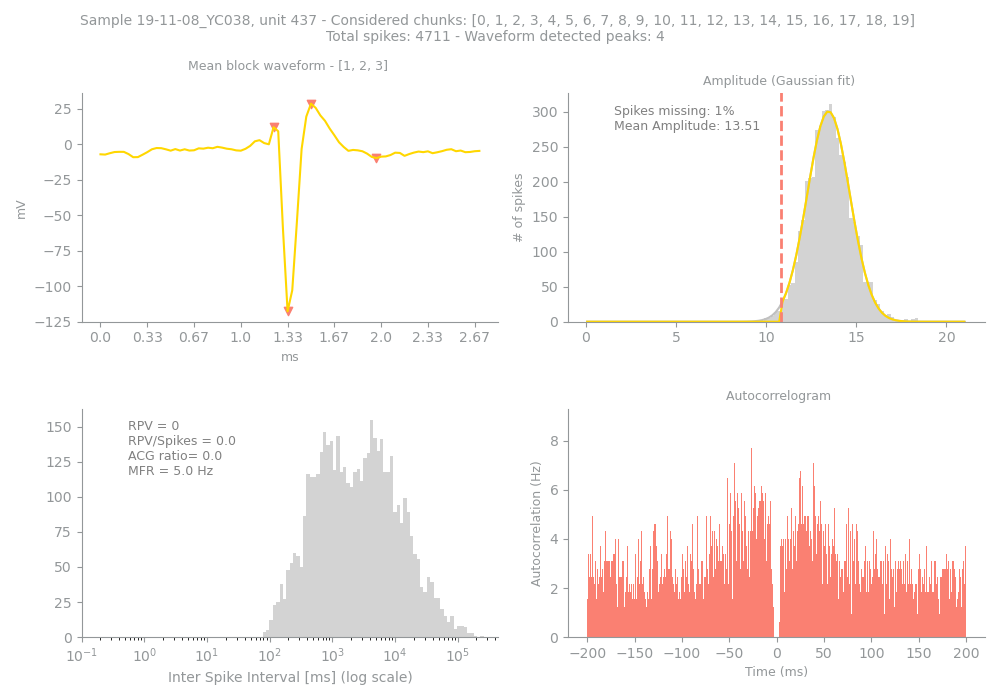 Sample 19-11-08_YC038, unit 437 - Considered chunks: [0, 1, 2, 3, 4, 5, 6, 7, 8, 9, 10, 11, 12, 13, 14, 15, 16, 17, 18, 19]
Total spikes: 4711 - Waveform detected peaks: 4
Mean block waveform - [1, 2, 3]
25
0
−25
−50
−75
−100
−125
mV
0.0 0.33 0.67 1.0 1.33 1.67 2.0 2.33 2.67
ms
Amplitude (Gaussian fit)
Spikes missing: 1%
Mean Amplitude: 13.51
300
250
200
150
100
50
0
# of spikes
0 5 10 15 20
RPV = 0
RPV/Spikes = 0.0
ACG ratio= 0.0
MFR = 5.0 Hz
150
125
100
75
50
25
0
10⁻¹ 10⁰ 10¹ 10² 10³ 10⁴ 10⁵
Inter Spike Interval [ms] (log scale)
Autocorrelogram
8
6
4
2
0
Autocorrelation (Hz)
−200 −150 −100 −50 0 50 100 150 200
Time (ms)